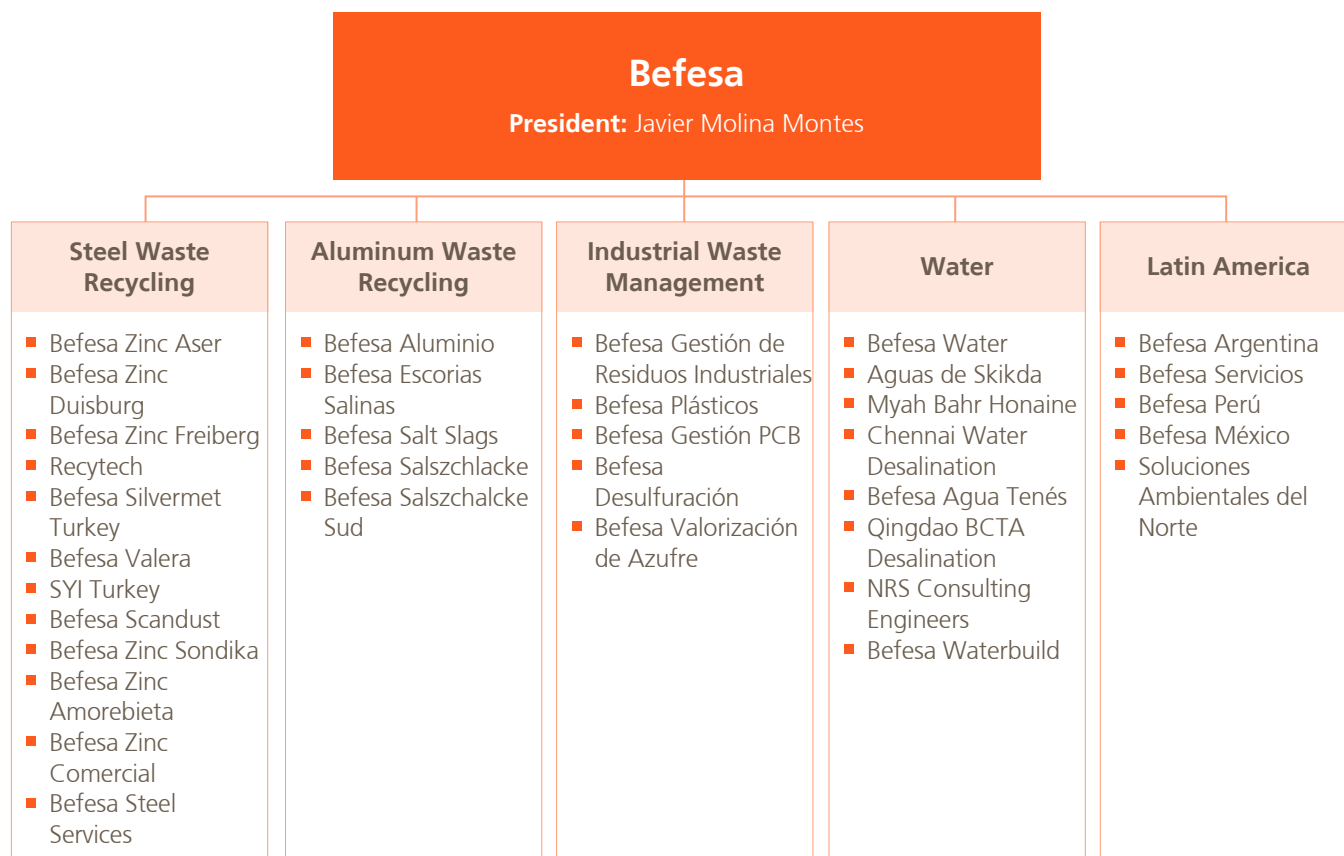 Befesa
President: Javier Molina Montes
Steel Waste
Recycling
Befesa Zinc Aser
Befesa Zinc
Duisburg
Befesa Zinc Freiberg
Recytech
Befesa Silvermet
Turkey
Befesa Valera
SYI Turkey
Befesa Scandust
Befesa Zinc Sondika
Befesa Zinc
Amorebieta
Befesa Zinc
Comercial
Befesa Steel
Services
Aluminum Waste
Recycling
Befesa Aluminio
Befesa Escorias
Salinas
Befesa Salt Slags
Befesa Salszchlacke
Befesa Salszchalcke
Sud
Industrial Waste
Management
Befesa Gestión de
Residuos Industriales
Befesa Plásticos
Befesa Gestión PCB
Befesa
Desulfuración
Befesa Valorización
de Azufre
Water
Befesa Water
Aguas de Skikda
Myah Bahr Honaine
Chennai Water
Desalination
Befesa Agua Tenés
Qingdao BCTA
Desalination
NRS Consulting
Engineers
Befesa Waterbuild
Latin America
Befesa Argentina
Befesa Servicios
Befesa Perú
Befesa México
Soluciones
Ambientales del
Norte